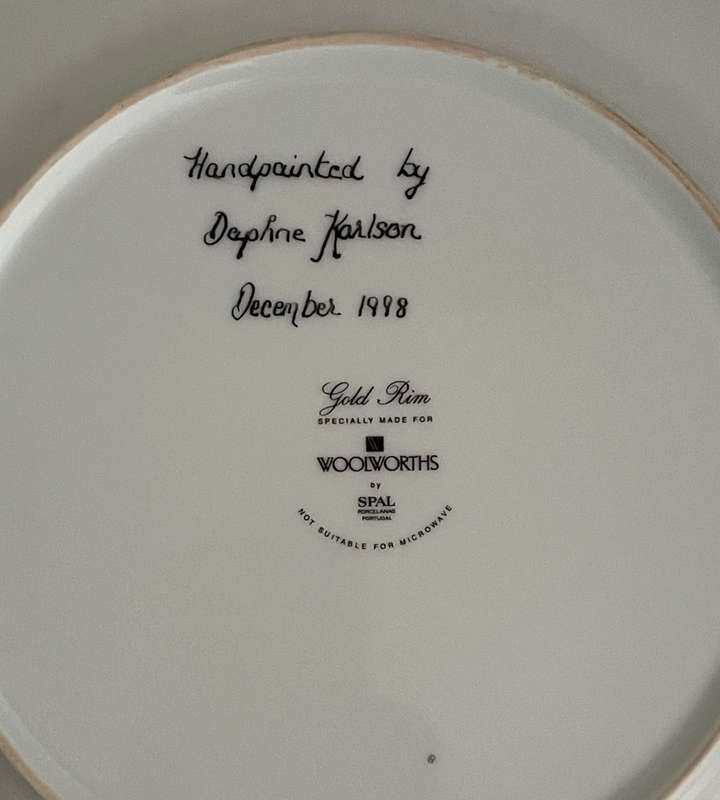 Handpainted by
Daphne Karlson
December 1998
Gold Rim
SPECIALLY MADE FOR
WOOLWORTHS
by
SPAL
PORCELANAS
PORTUGAL
NOT SUITABLE FOR MICROWAVE